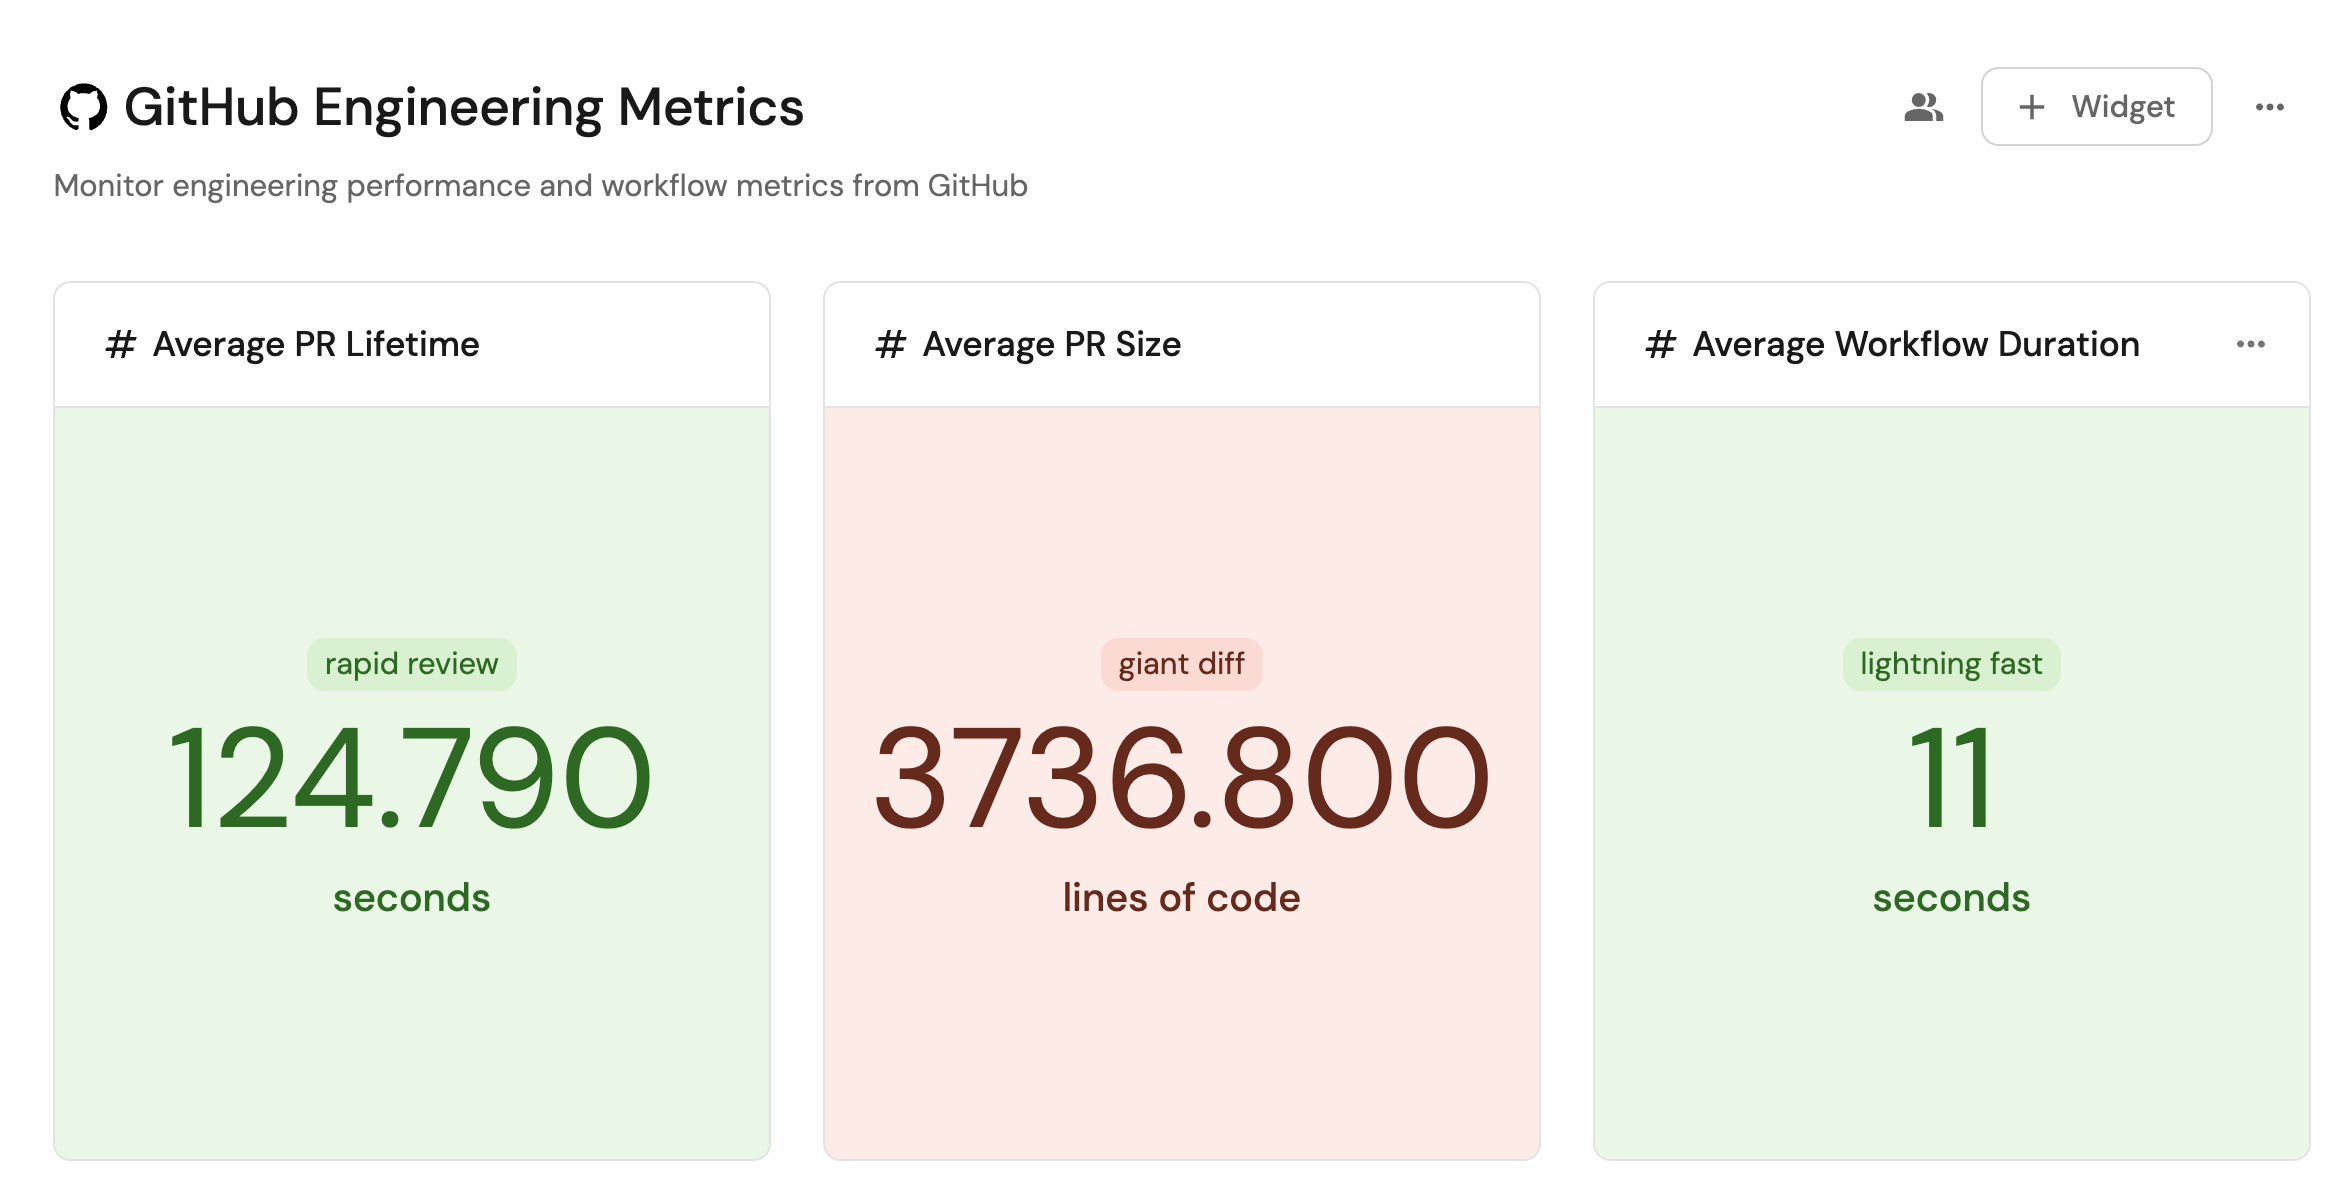 GitHub Engineering Metrics
+ Widget
Monitor engineering performance and workflow metrics from GitHub
# Average PR Lifetime
rapid review
124.790
seconds
# Average PR Size
giant diff
3736.800
lines of code
# Average Workflow Duration
lightning fast
11
seconds